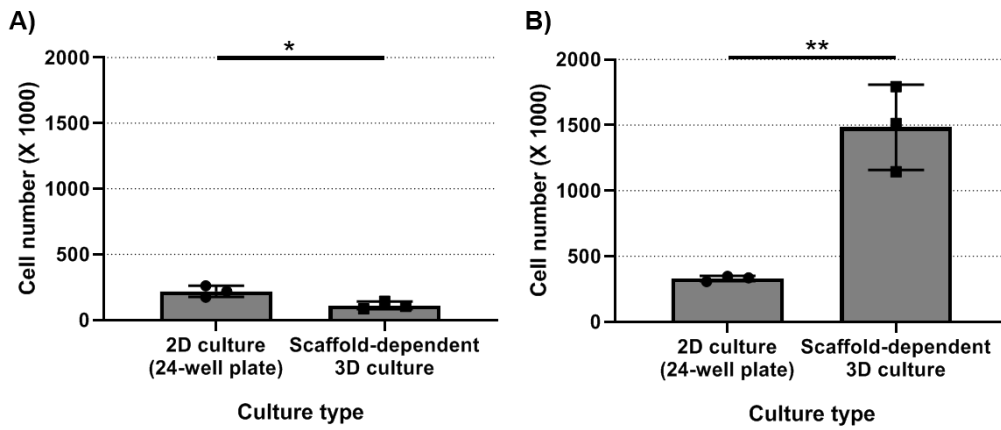 A)
*
2000
1500
1000
500
0
Cell number (X 1000)
2D culture
(24-well plate)
Scaffold-dependent
3D culture
Culture type
B)
**
2000
1500
1000
500
0
Cell number (X 1000)
2D culture
(24-well plate)
Scaffold-dependent
3D culture
Culture type